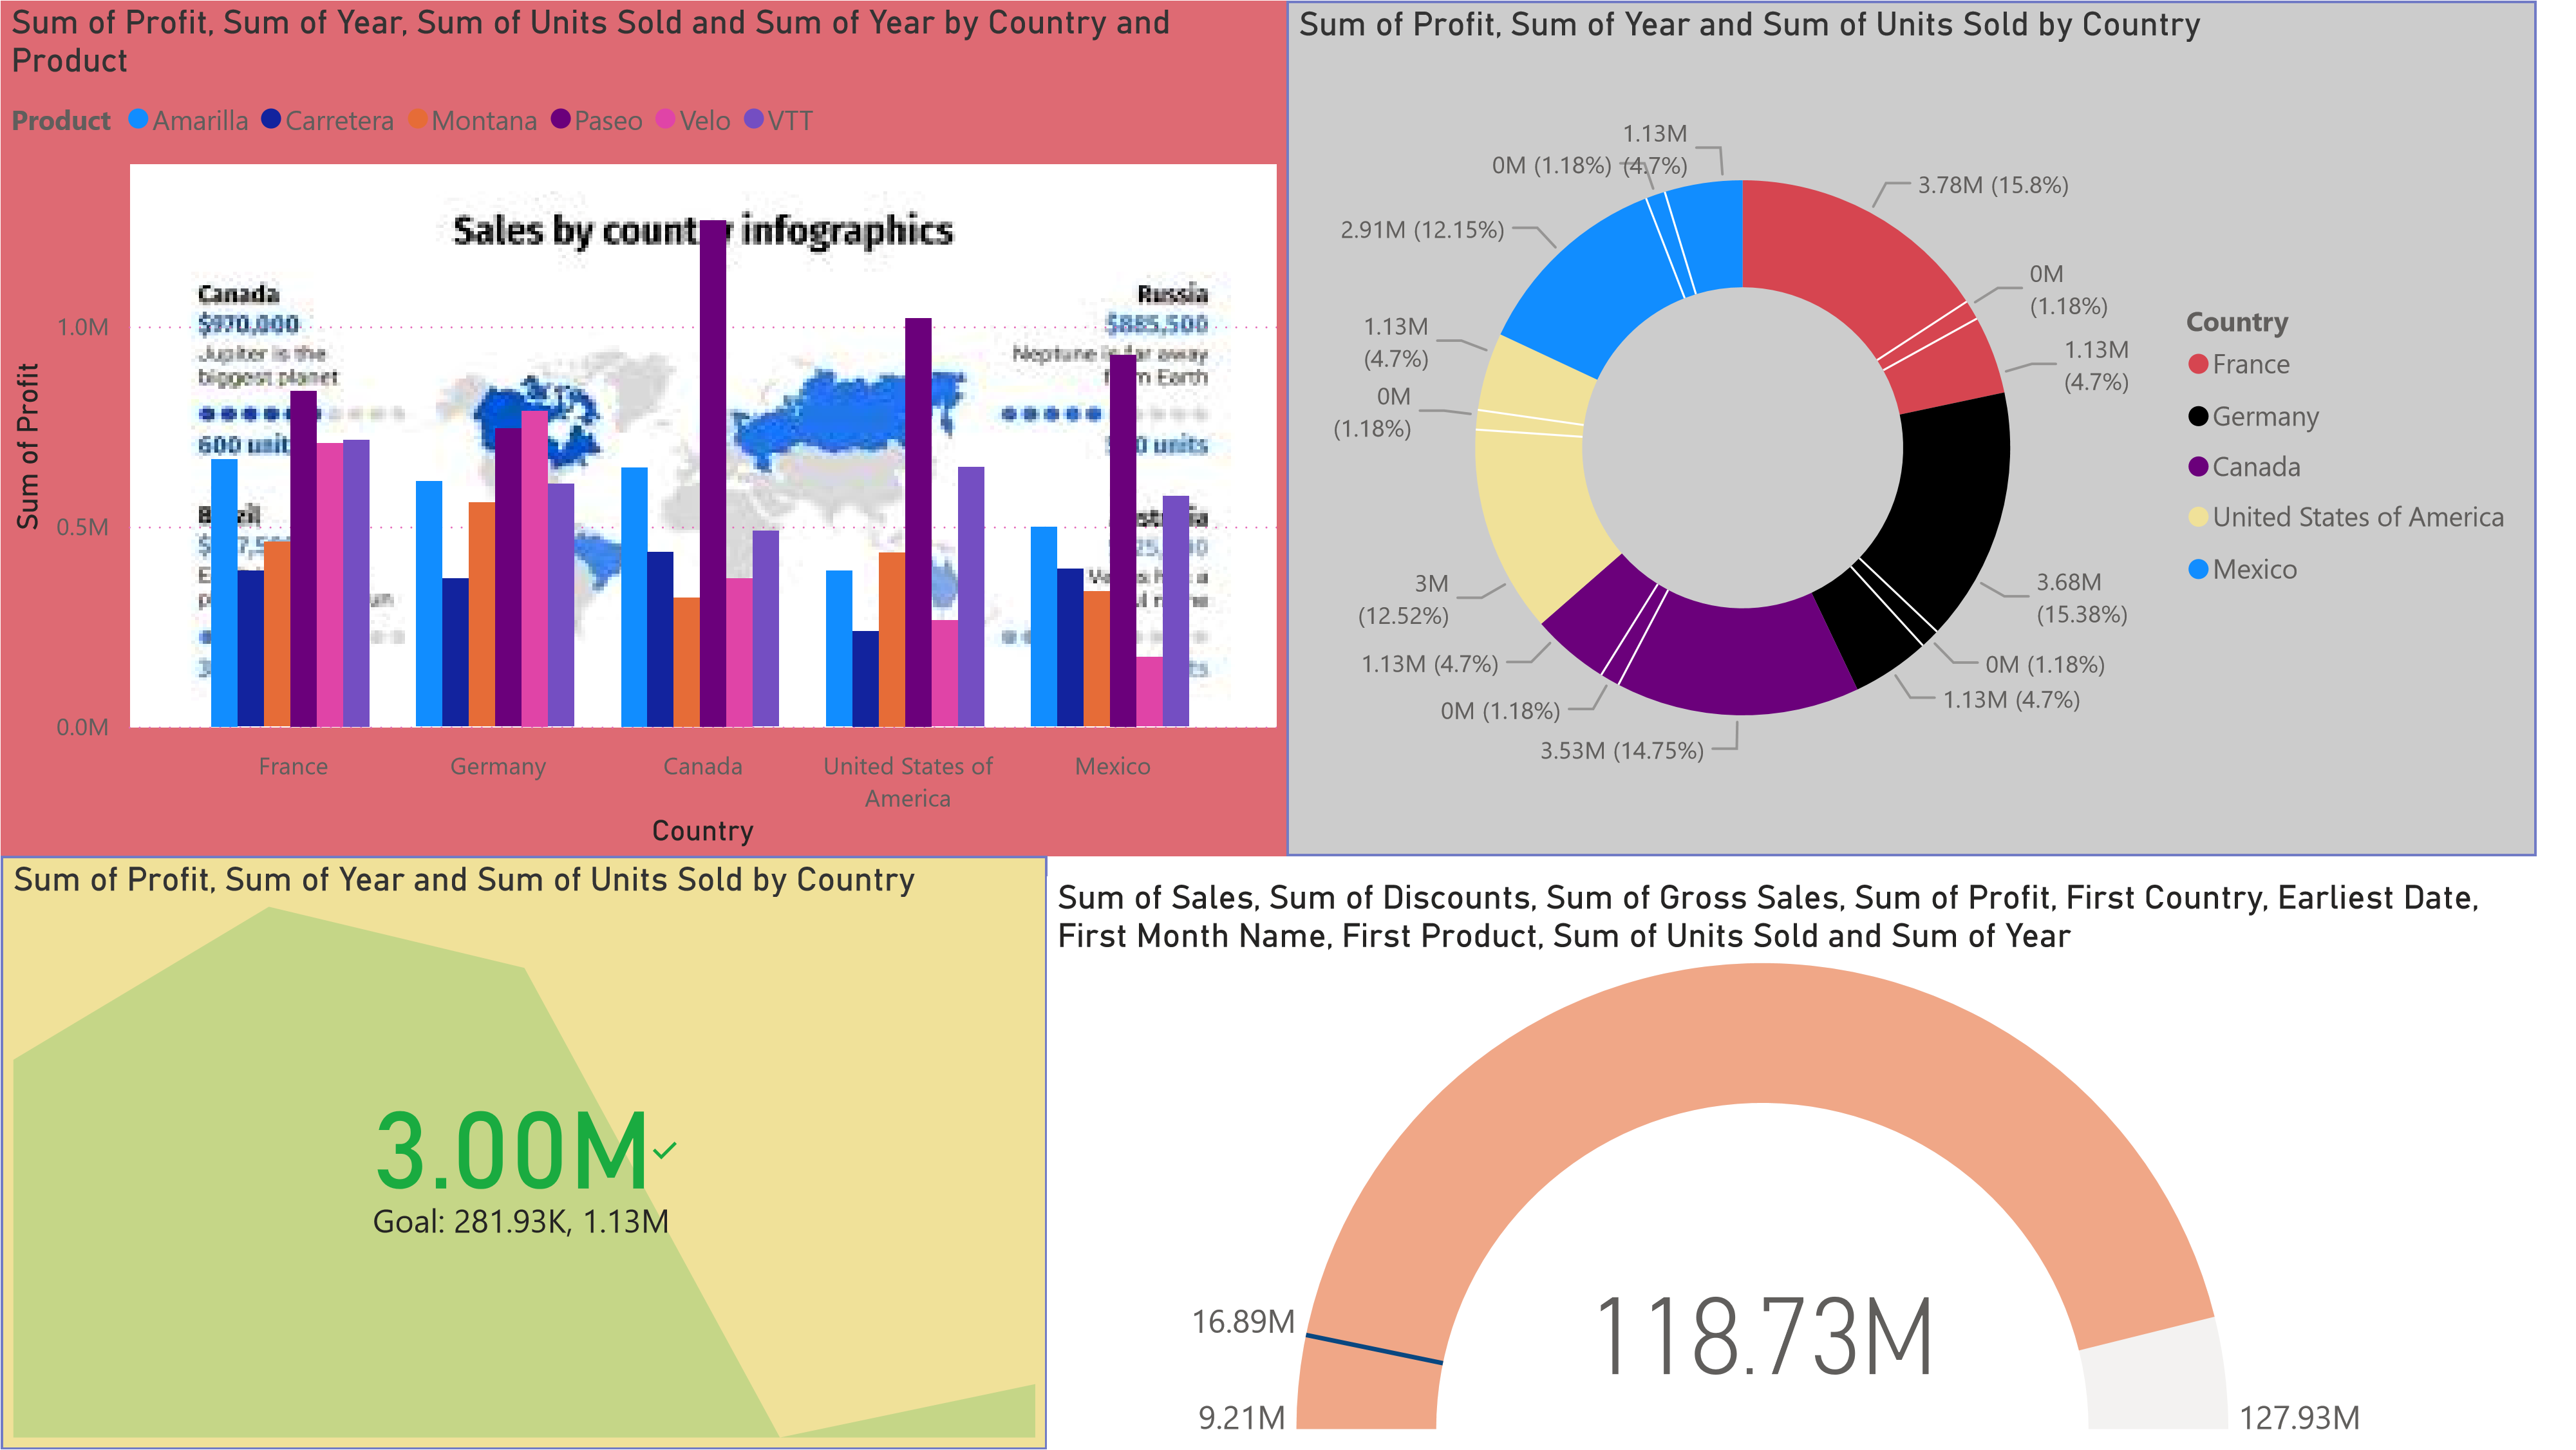 Sum of Profit, Sum of Year, Sum of Units Sold and Sum of Year by Country and
Product
Product Amarilla Carretera Montana Paseo Velo VTT
Sum of Profit
1.0M
0.5M
0.0M
Sales by country infographics
Canada
$970,000
Jupiter is the
biggest planet
600
Russia
$885,500
Neptune far away
Earth
units
France
Germany
Canada
United States of
America
Mexico
Country
Sum of Profit, Sum of Year and Sum of Units Sold by Country
1.13M
(4.7%)
0M (1.18%)
2.91M (12.15%)
1.13M
(4.7%)
0M
(1.18%)
3M
(12.52%)
1.13M (4.7%)
0M (1.18%)
3.53M (14.75%)
3.78M (15.8%)
0M
(1.18%)
1.13M
(4.7%)
3.68M
(15.38%)
0M (1.18%)
1.13M (4.7%)
Country
France
Germany
Canada
United States of America
Mexico
Sum of Profit, Sum of Year and Sum of Units Sold by Country
3.00M
Goal: 281.93K, 1.13M
Sum of Sales, Sum of Discounts, Sum of Gross Sales, Sum of Profit, First Country, Earliest Date,
First Month Name, First Product, Sum of Units Sold and Sum of Year
16.89M
9.21M
118.73M
127.93M